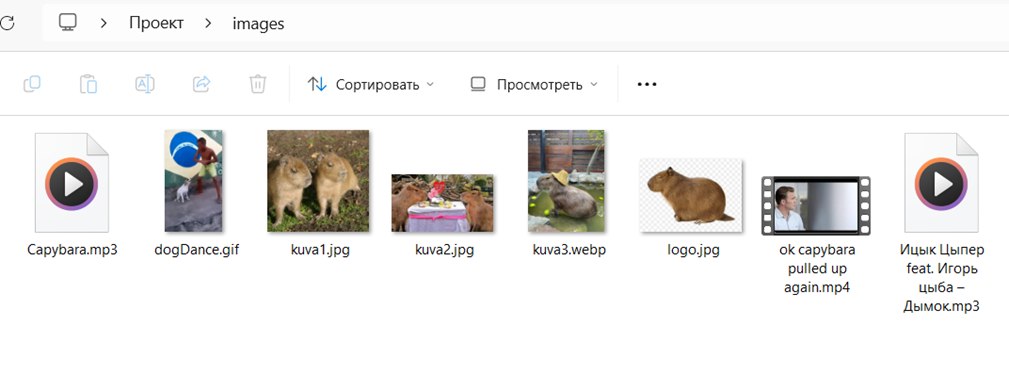 Проект > images
Сортировать
Просмотреть
Capybara.mp3
dogDance.gif
kuva1.jpg
kuva2.jpg
kuva3.webp
logo.jpg
ok capybara
pulled up
again.mp4
Ицык Цыпер
feat. Игорь
цыба –
Дымок.mp3